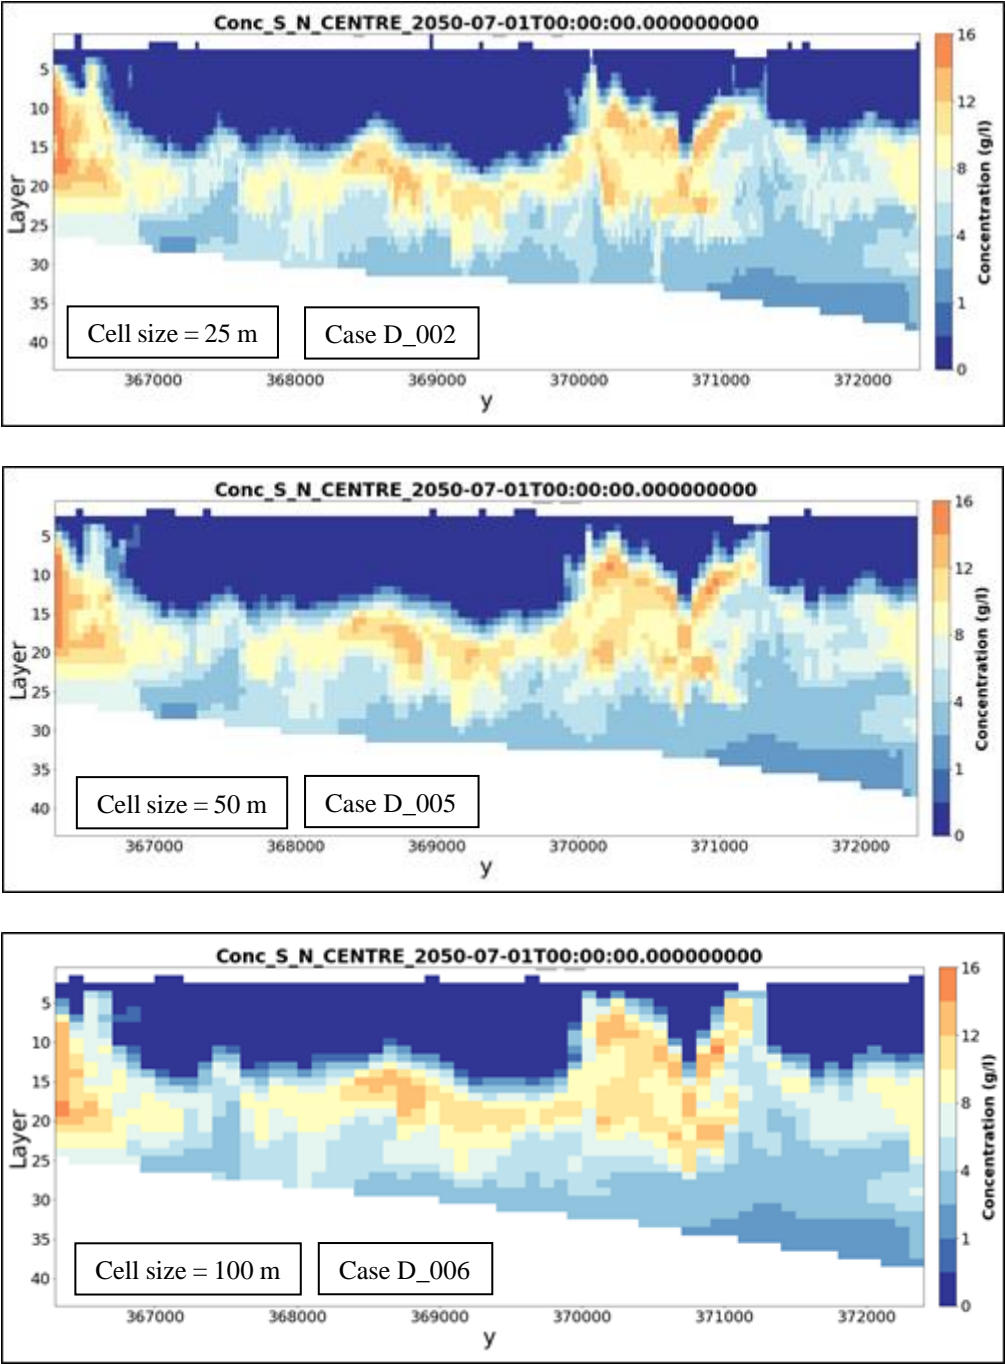 Conc_S_N_CENTRE_2050-07-01T00:00:00.000000000
16
5
10
12
15
8
20
25
4
30
35
1
40
0
Layer
Concentration (g/l)
Cell size = 25 m
Case D_002
367000 368000 369000 370000 371000 372000
y
Conc_S_N_CENTRE_2050-07-01T00:00:00.000000000
16
5
10
12
15
8
20
25
4
30
35
1
40
0
Layer
Concentration (g/l)
Cell size = 50 m
Case D_005
367000 368000 369000 370000 371000 372000
y
Conc_S_N_CENTRE_2050-07-01T00:00:00.000000000
16
5
10
12
15
8
20
25
4
30
35
1
40
0
Layer
Concentration (g/l)
Cell size = 100 m
Case D_006
367000 368000 369000 370000 371000 372000
y